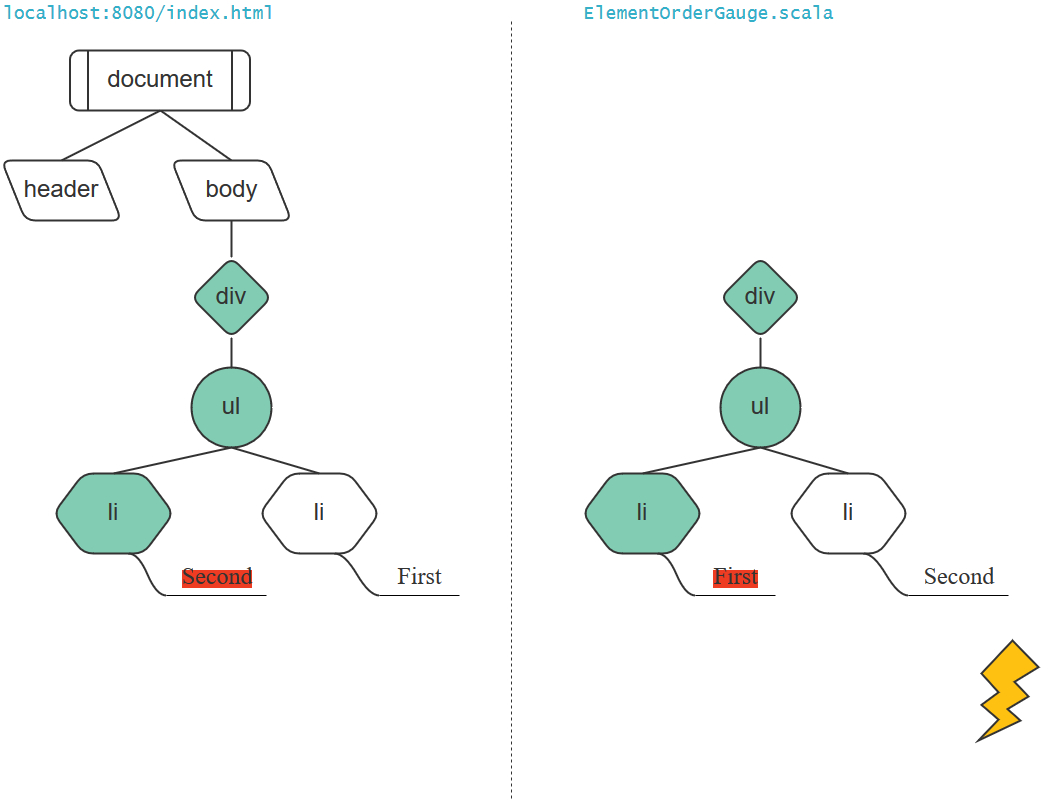 localhost:8080/index.html
document
header
body
div
ul
li
li
Second
First
ElementOrderGauge.scala
div
ul
li
li
First
Second